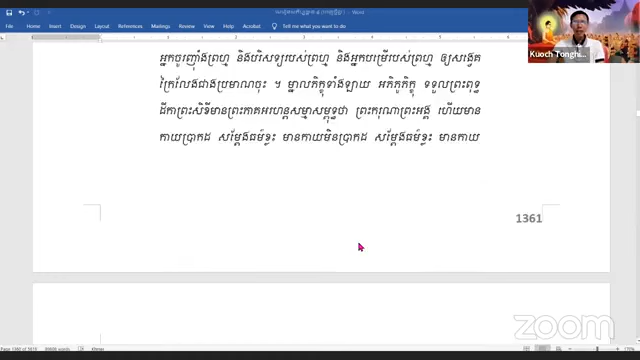 File Home Insert Design Layout References Mailings Review View Acrobat Tell me what you want to do
អ្នកចូរញ៉ាំងព្រហ្ម និងបរិសទ្យរបស់ព្រហ្ម និងអ្នកបម្រើរបស់ព្រហ្ម ឲ្យសង្វេគ
ក្រៃលែងជាងប្រមាណចុះ ។ ម្នាលភិក្ខុទាំងឡាយ អភិភូភិក្ខុ ទទួលព្រះពុទ្ធ
ដីកាព្រះសិទីមានព្រះភាគអរហន្តសម្មាសម្ពុទ្ធថា ព្រះករុណាព្រះអង្គ ហើយមាន
កាយប្រាកដ សម្តែងធម៌ខ្លះ មានកាយមិនប្រាកដ សម្តែងធម៌ខ្លះ មានកាយ
1361
Kuoch Tonghi...
zoom
Khmer
170%